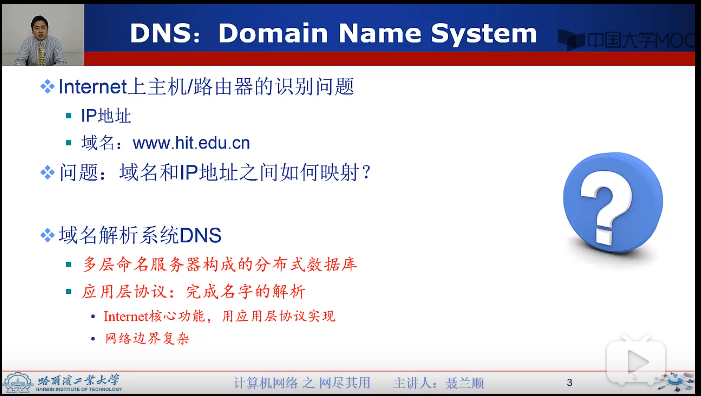 DNS：Domain Name System
中国大学MOO
Internet上主机/路由器的识别问题
IP地址
域名：www.hit.edu.cn
问题：域名和IP地址之间如何映射？
域名解析系统DNS
多层命名服务器构成的分布式数据库
应用层协议：完成名字的解析
Internet核心功能，用应用层协议实现
网络边界复杂
哈尔滨工业大学
HARBIN INSTITUTE OF TECHNOLOGY
计算机网络 之 网尽其用 主讲人：聂兰顺
3